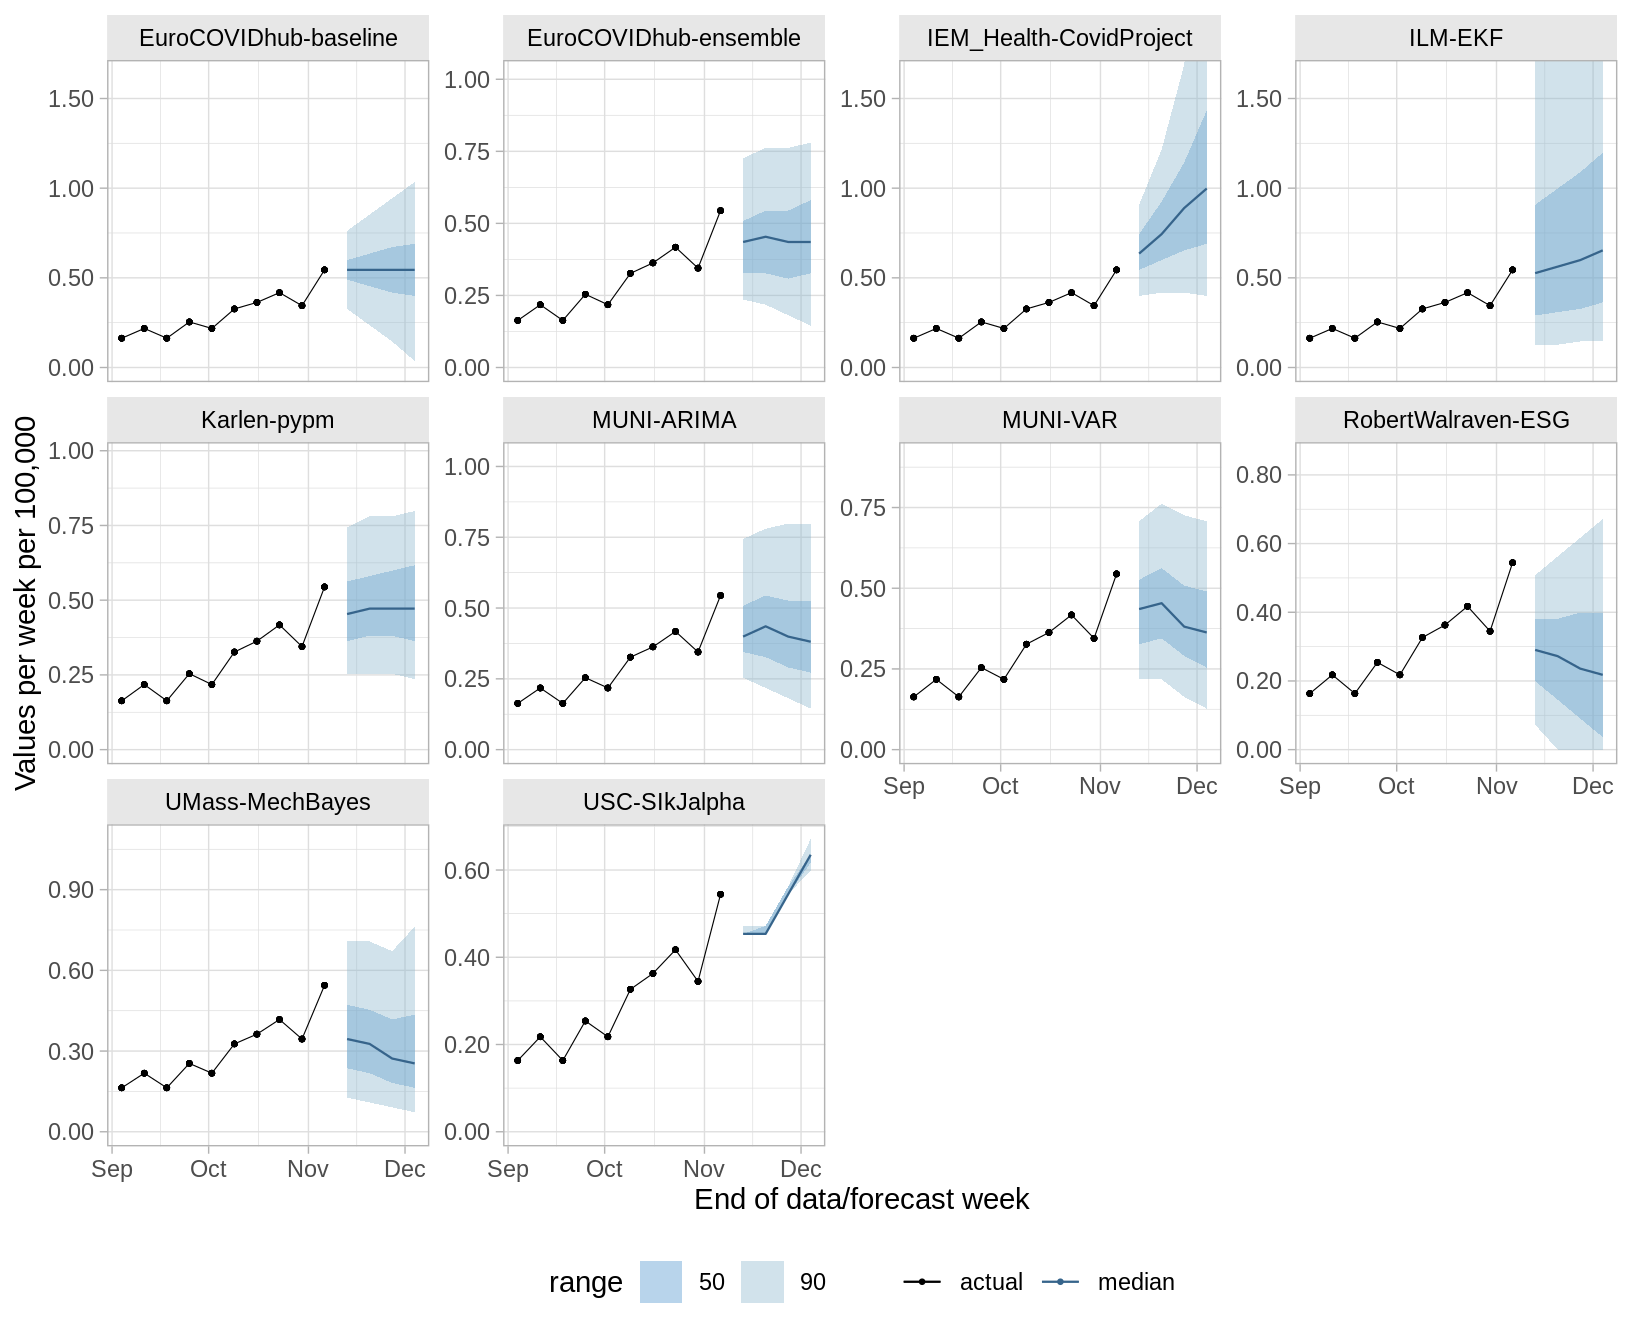 EuroCOVIDhub-baseline
EuroCOVIDhub-ensemble
IEM_Health-CovidProject
ILM-EKF
1.50
1.00
0.50
0.00
1.00
0.75
0.50
0.25
0.00
1.50
1.00
0.50
0.00
1.50
1.00
0.50
0.00
Values per week per 100,000
Karlen-pypm
MUNI-ARIMA
MUNI-VAR
RobertWalraven-ESG
1.00
0.75
0.50
0.25
0.00
1.00
0.75
0.50
0.25
0.00
0.75
0.50
0.25
0.00
0.80
0.60
0.40
0.20
0.00
Sep Oct Nov Dec
Sep Oct Nov Dec
UMass-MechBayes
USC-SIkJalpha
0.90
0.60
0.30
0.00
0.60
0.40
0.20
0.00
Sep Oct Nov Dec
Sep Oct Nov Dec
End of data/forecast week
range 50 90 actual median